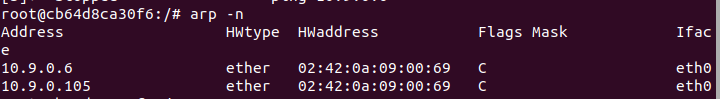 root@cb64d8ca30f6:/# arp -n
Address                  HWtype  HWaddress           Flags Mask            Ifac
e
10.9.0.6                 ether   02:42:0a:09:00:69   C                     eth0
10.9.0.105               ether   02:42:0a:09:00:69   C                     eth0